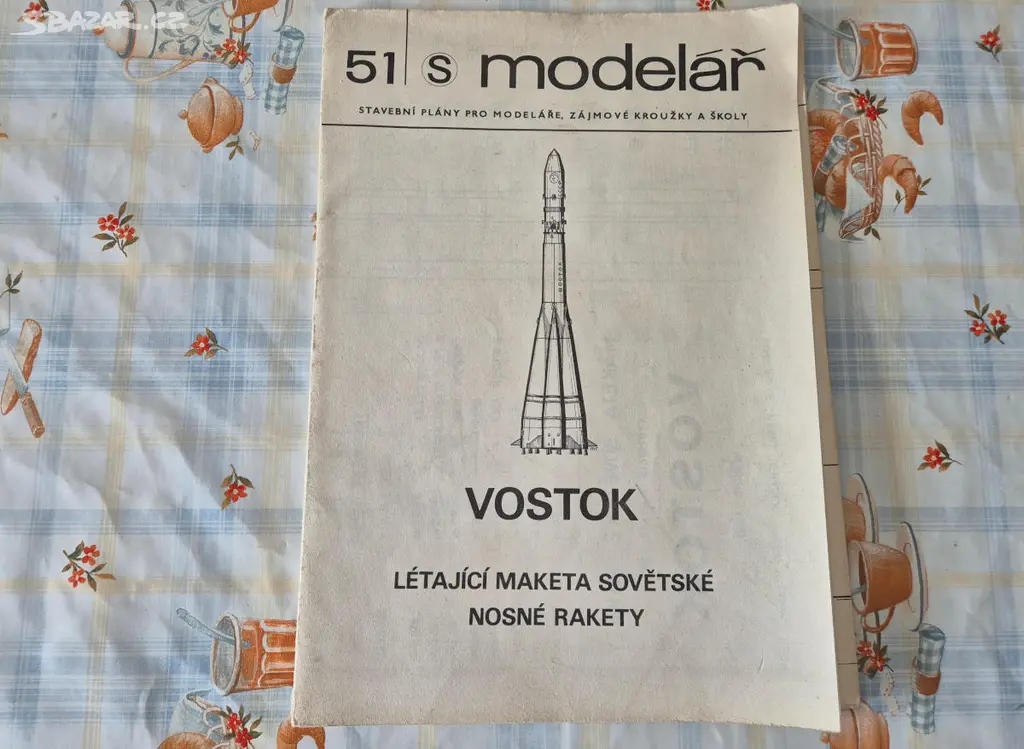 SBAZAR.CZ
51 s modelář
STAVEBNÍ PLÁNY PRO MODELÁŘE, ZÁJMOVÉ KROUŽKY A ŠKOLY
VOSTOK
LÉTAJÍCÍ MAKETA SOVĚTSKÉ
NOSNÉ RAKETY